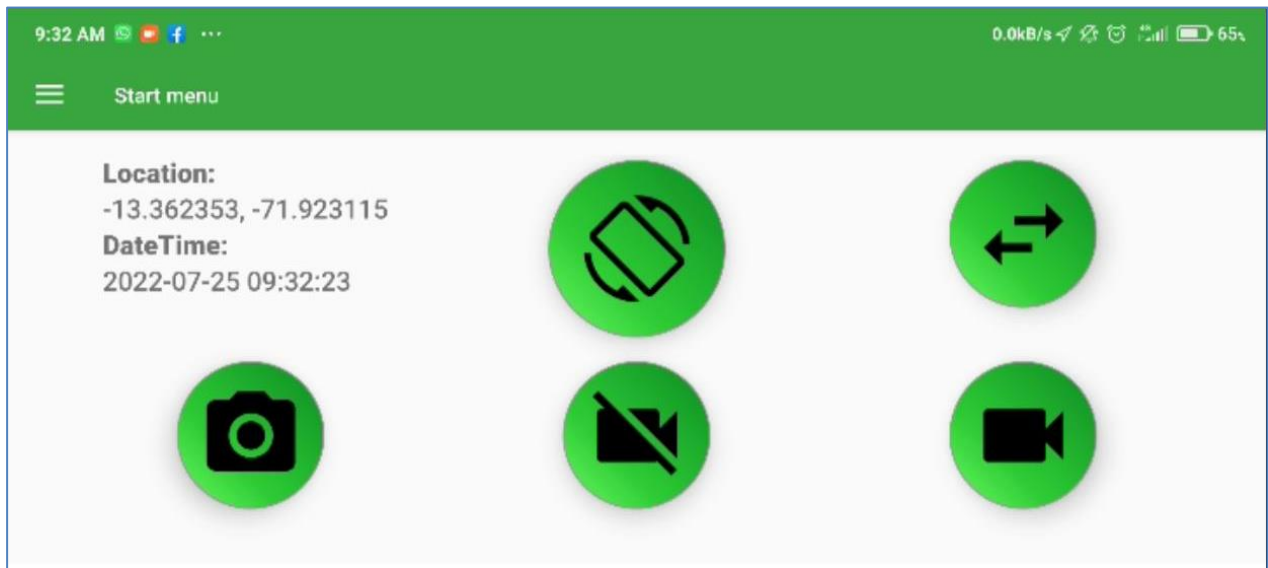 9:32 AM ··· 0.0kB/s 65%
Start menu
Location:
-13.362353, -71.923115
DateTime:
2022-07-25 09:32:23